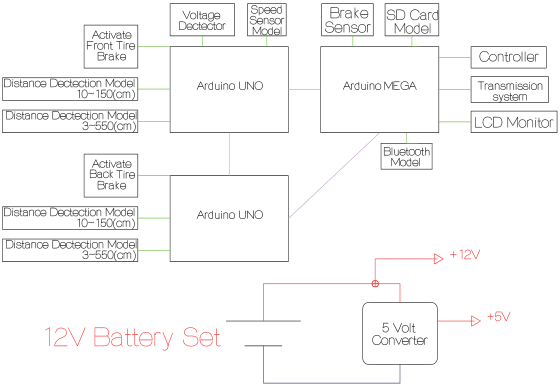 Activate
Front Tire
Brake
Voltage
Dectector
Speed
Sensor
Model
Brake
Sensor
SD Card
Model
Distance Dectection Model
10-150(cm)
Distance Dectection Model
3-550(cm)
Arduino UNO
Arduino MEGA
Controller
Transmission
system
LCD Monitor
Bluetooth
Model
Activate
Back Tire
Brake
Distance Dectection Model
10-150(cm)
Distance Dectection Model
3-550(cm)
Arduino UNO
+12V
12V Battery Set
5 Volt
Converter
+5V